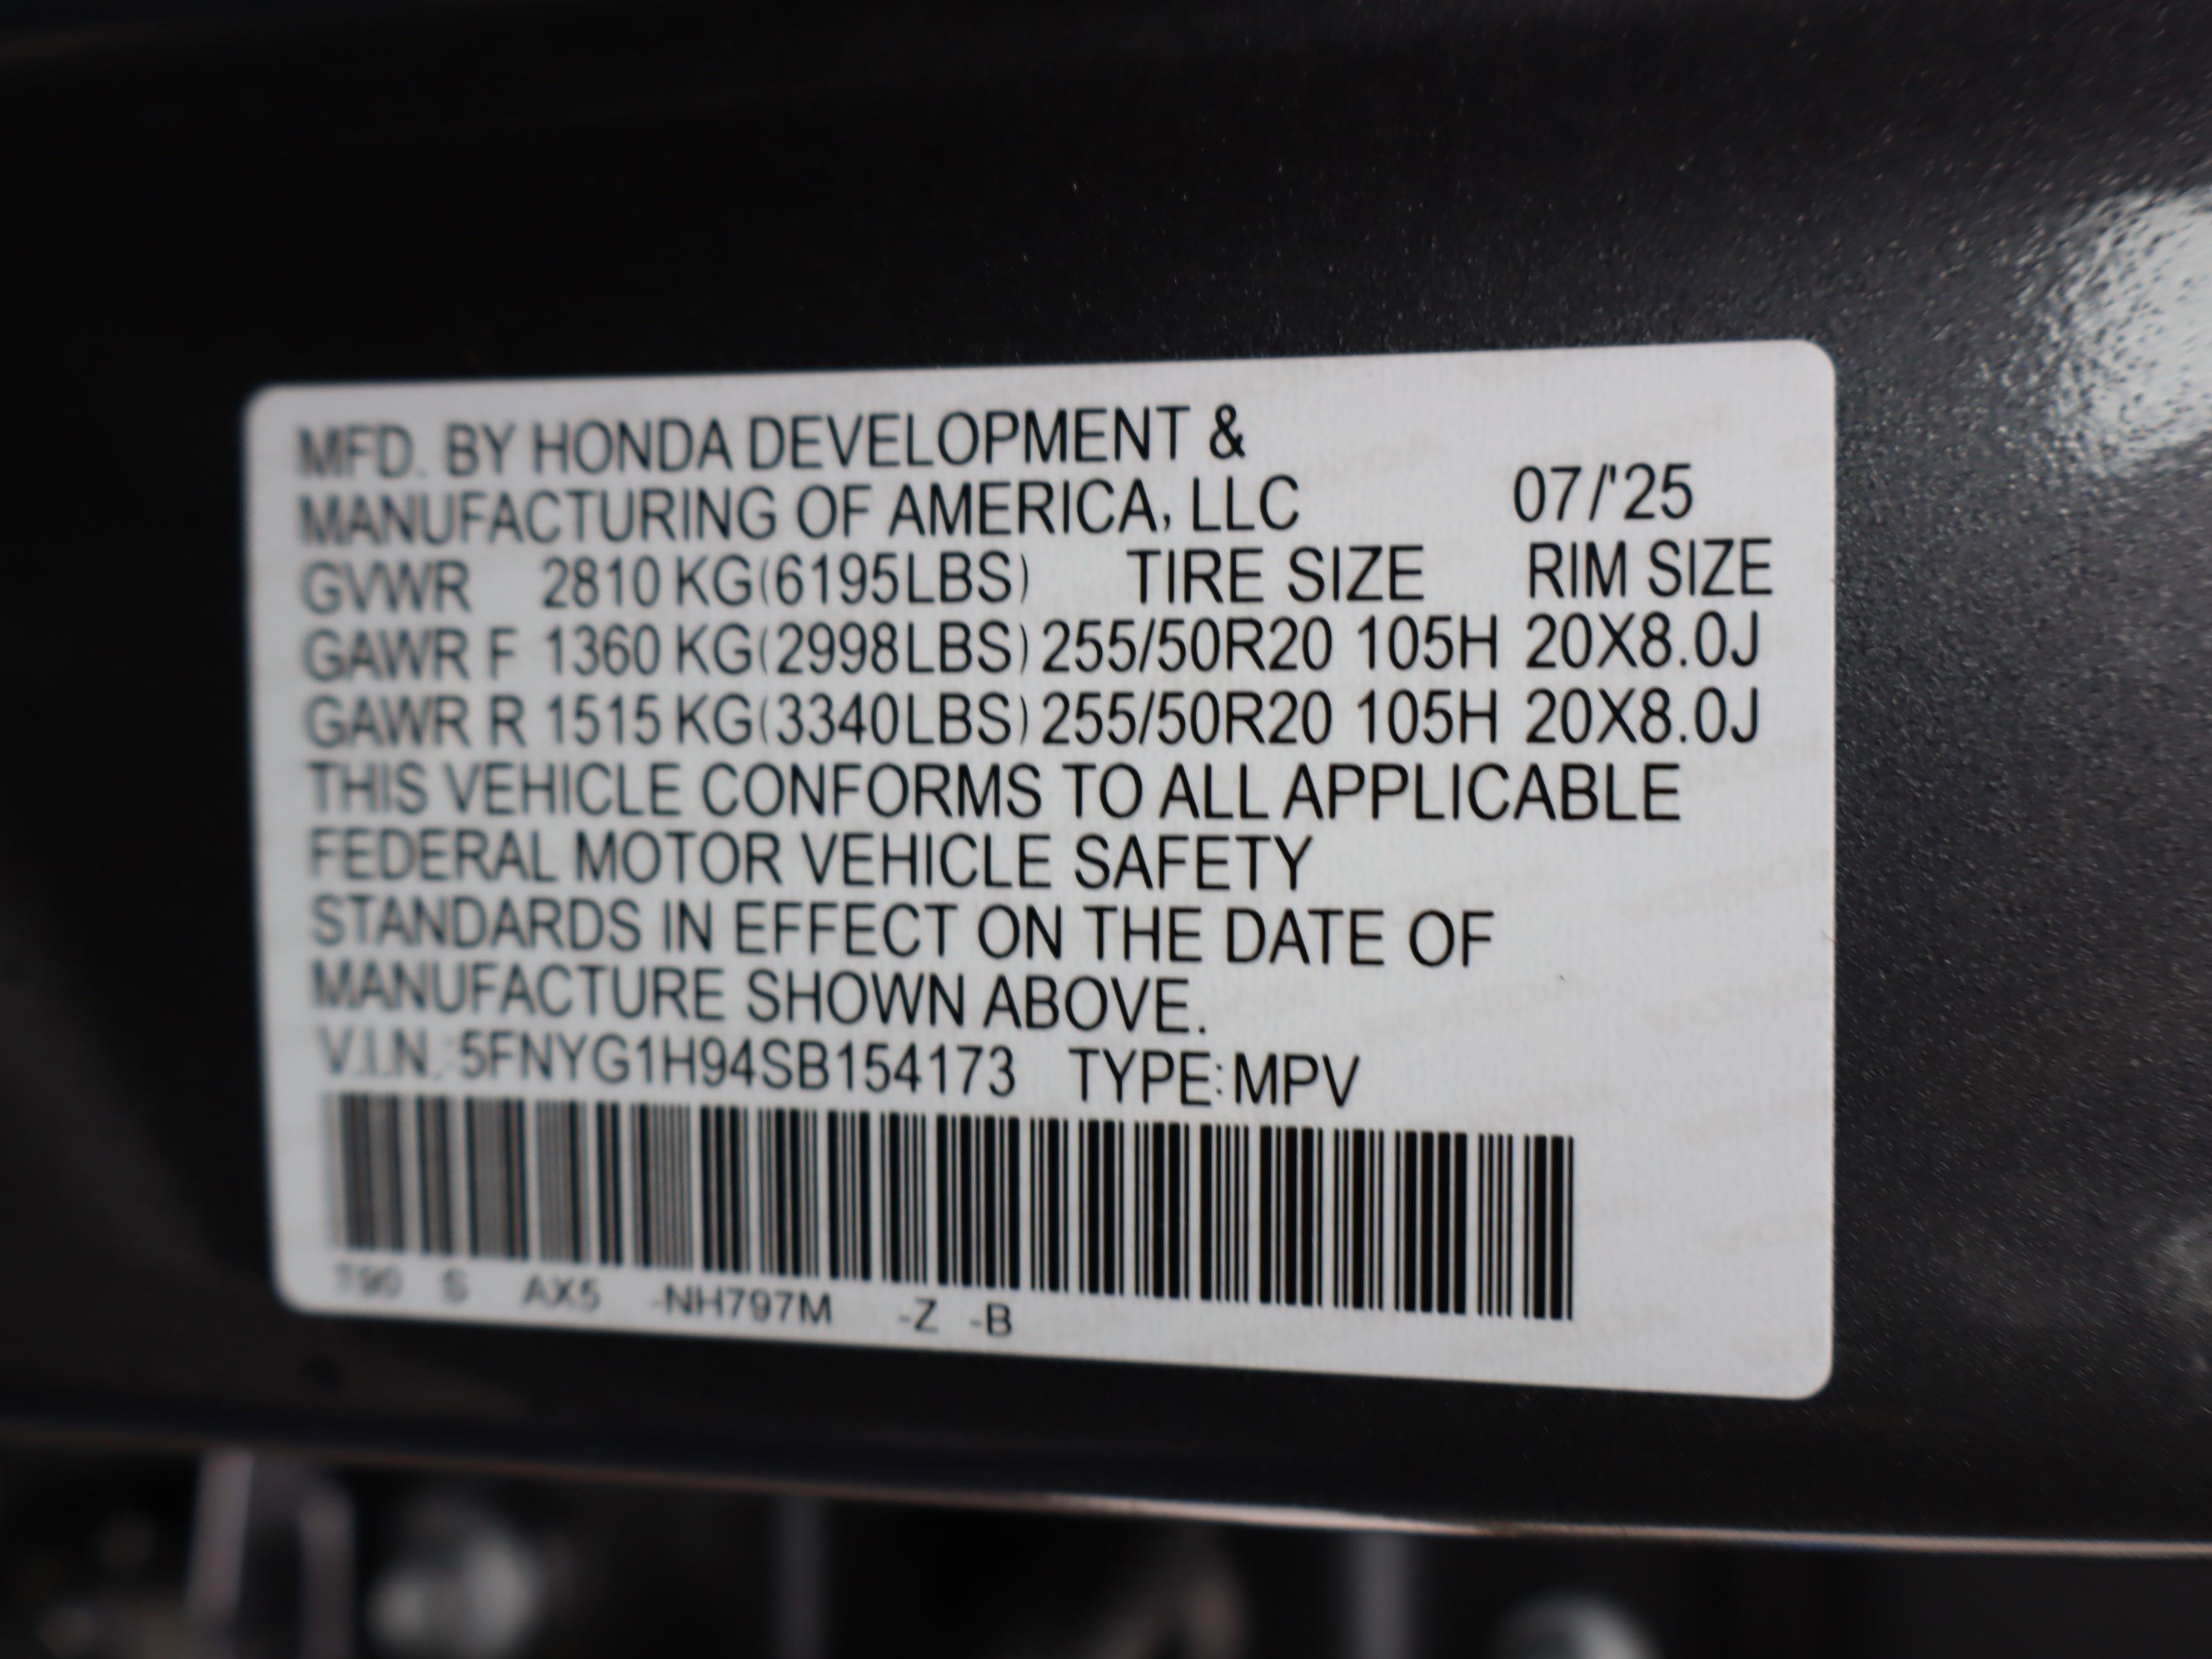 MFD. BY HONDA DEVELOPMENT &
MANUFACTURING OF AMERICA, LLC 07/'25
GVWR 2810 KG(6195LBS) TIRE SIZE RIM SIZE
GAWR F 1360 KG(2998LBS) 255/50R20 105H 20X8.0J
GAWR R 1515 KG(3340LBS) 255/50R20 105H 20X8.0J
THIS VEHICLE CONFORMS TO ALL APPLICABLE
FEDERAL MOTOR VEHICLE SAFETY
STANDARDS IN EFFECT ON THE DATE OF
MANUFACTURE SHOWN ABOVE.
V.I.N.:5FNYG1H94SB154173 TYPE:MPV
T90 S AX5 -NH797M -Z -B